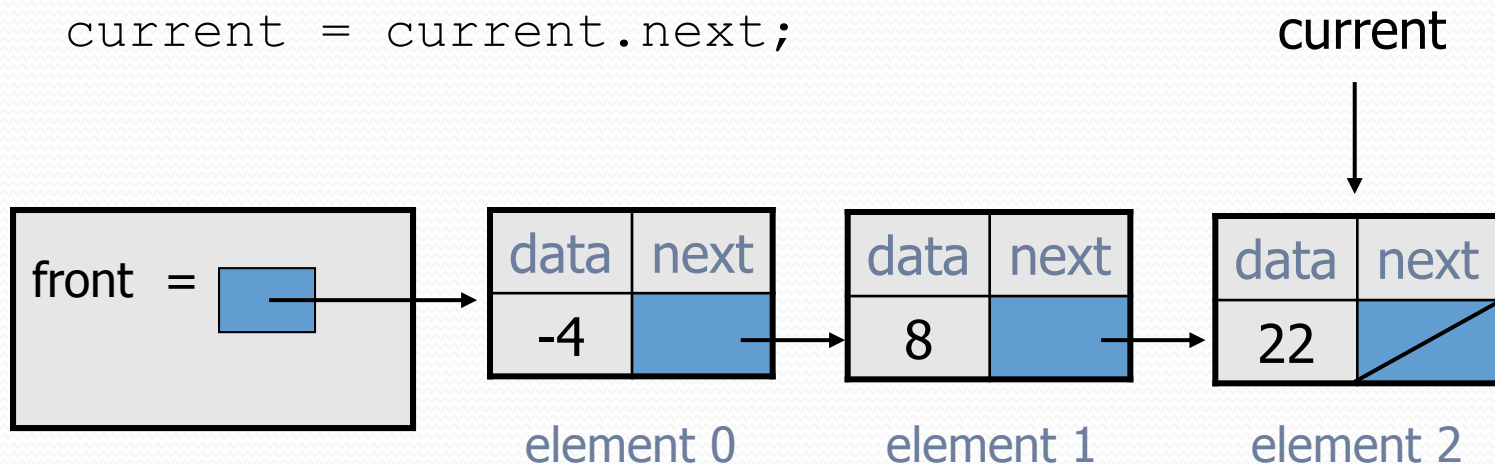 current = current.next;
current
front =
data next
-4
data next
8
data next
22
element 0
element 1
element 2